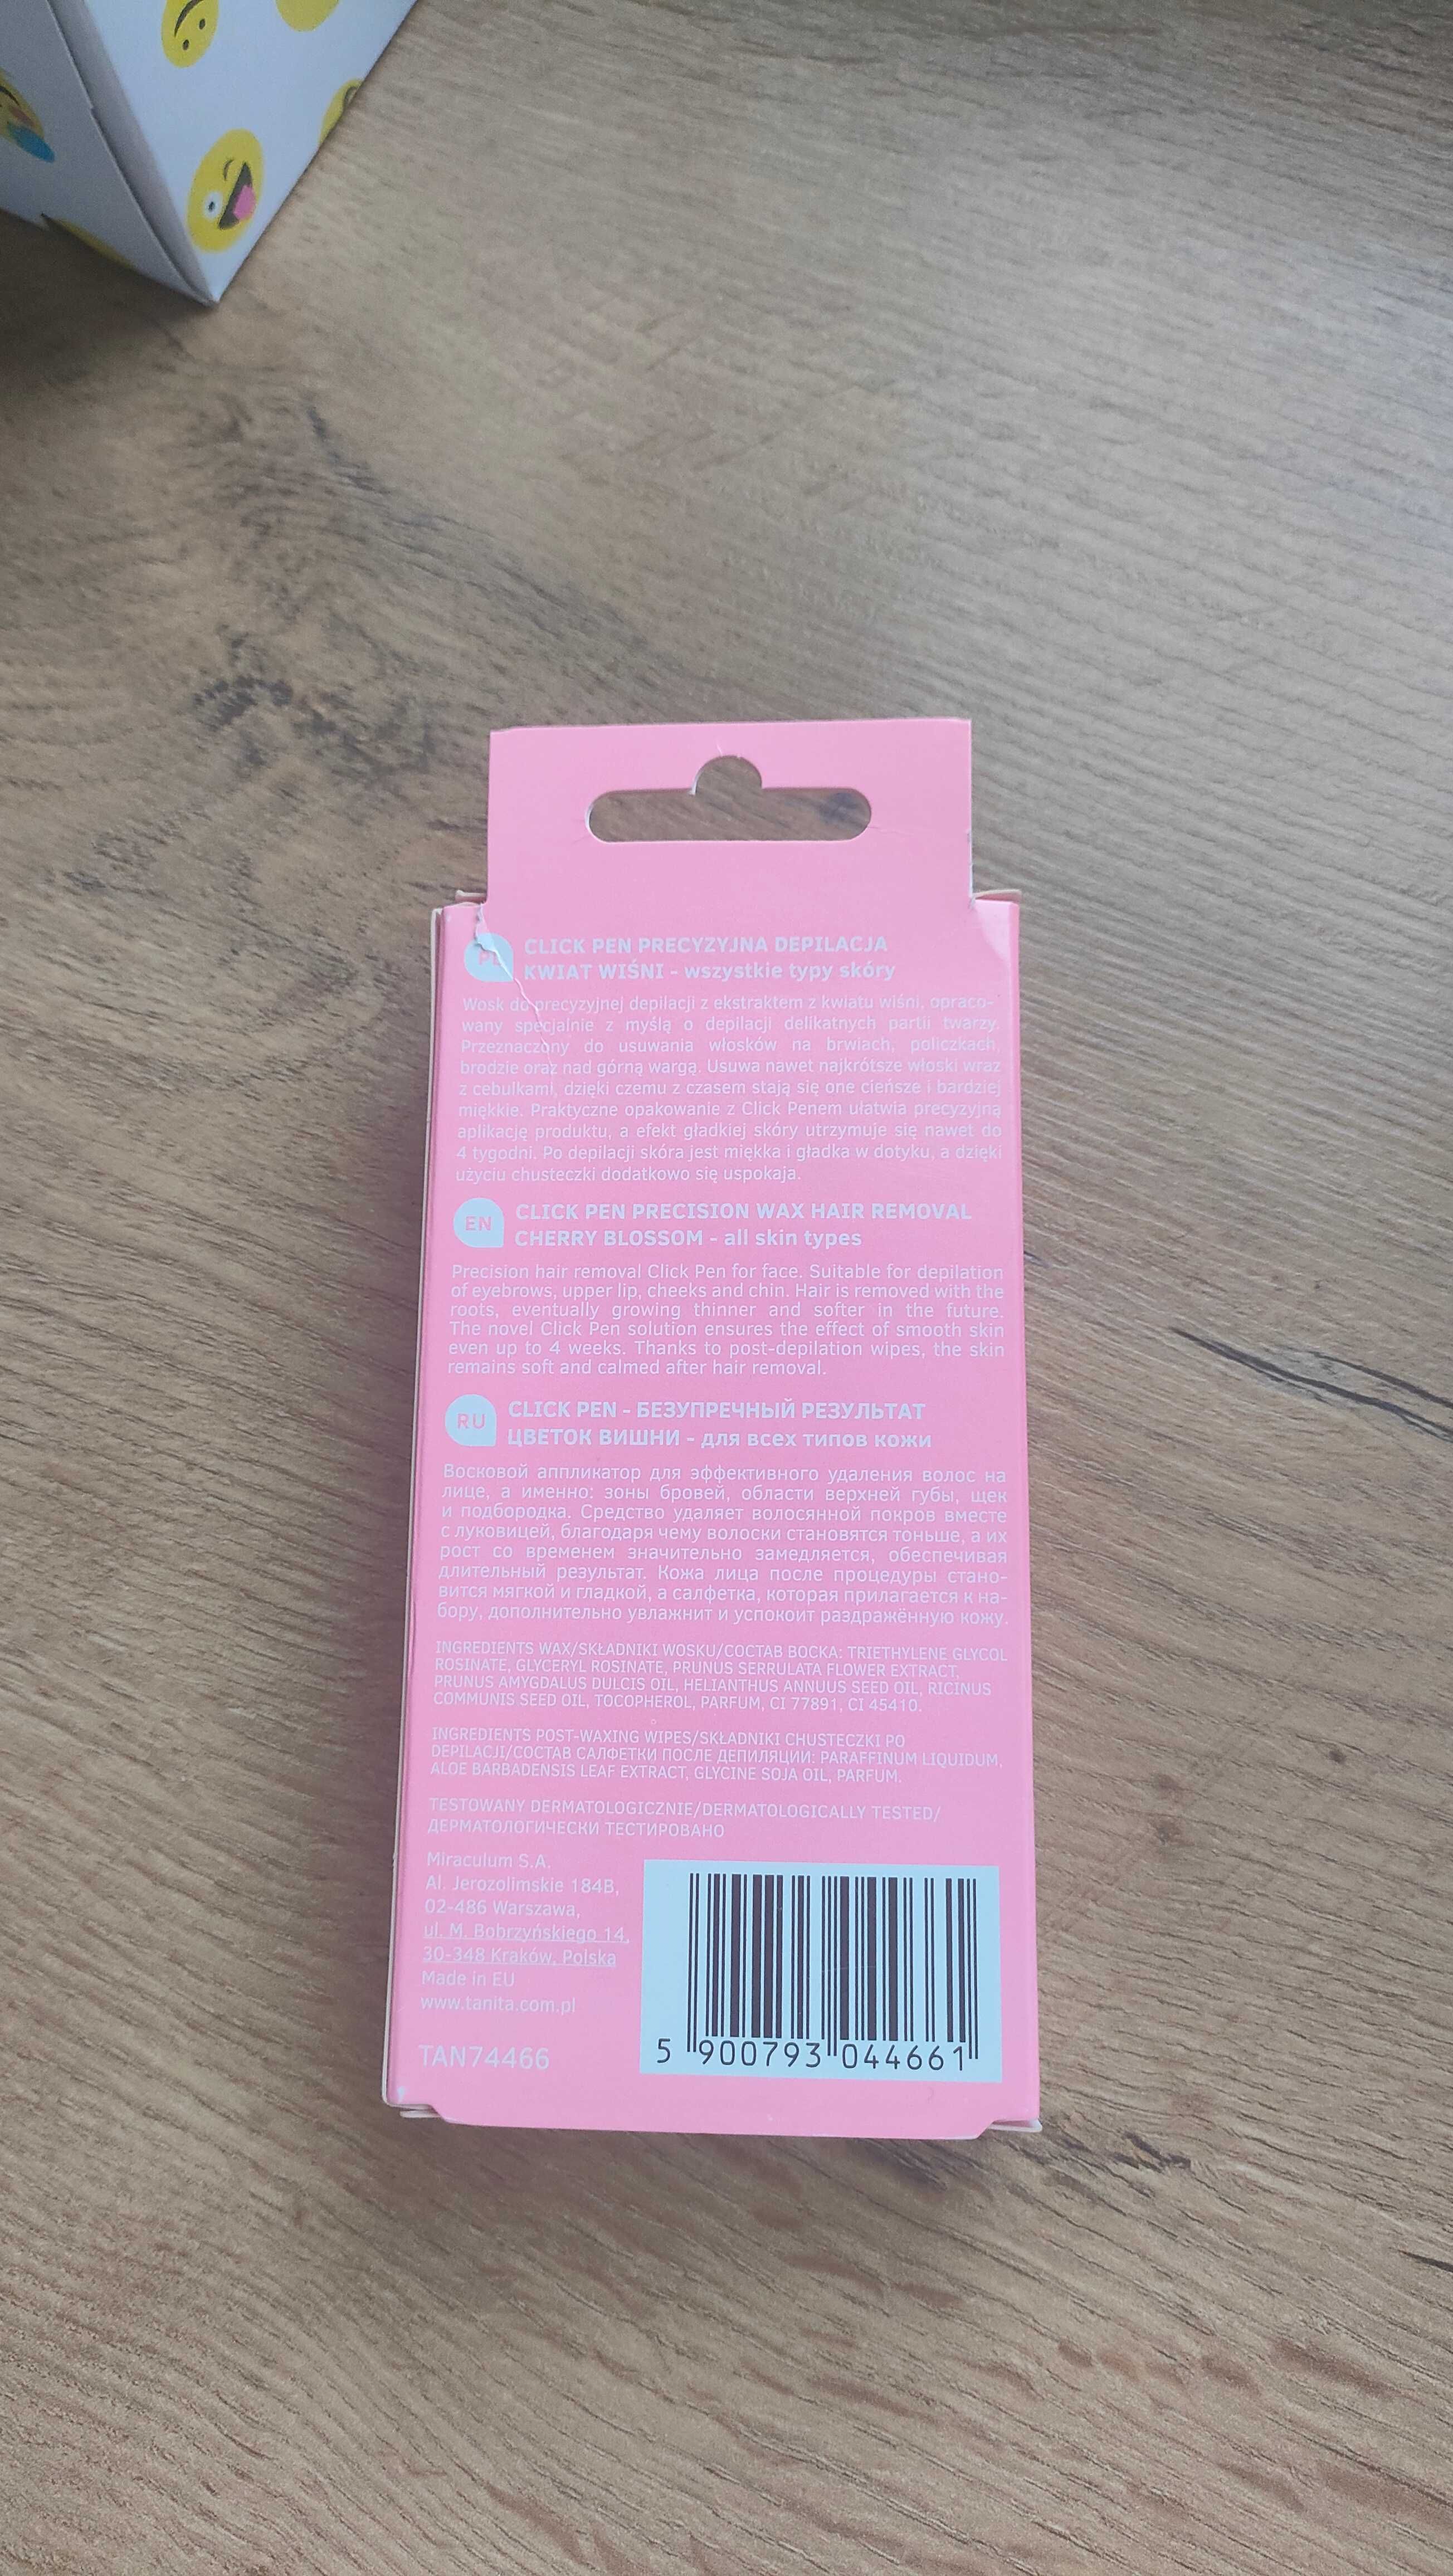 PL
CLICK PEN PRECYZYJNA DEPILACJA
KWIAT WIŚNI - wszystkie typy skóry
Wosk do precyzyjnej depilacji z ekstraktem z kwiatu wiśni, opraco-
wany specjalnie z myślą o depilacji delikatnych partii twarzy.
Przeznaczony do usuwania włosków na brwiach, policzkach,
brodzie oraz nad górną wargą. Usuwa nawet najkrótsze włoski wraz
z cebulkami, dzięki czemu z czasem stają się one cieńsze i bardziej
miękkie. Praktyczne opakowanie z Click Penem ułatwia precyzyjną
aplikację produktu, a efekt gładkiej skóry utrzymuje się nawet do
4 tygodni. Po depilacji skóra jest miękka i gładka w dotyku, a dzięki
użyciu chusteczki dodatkowo się uspokaja.
EN
CLICK PEN PRECISION WAX HAIR REMOVAL
CHERRY BLOSSOM - all skin types
Precision hair removal Click Pen for face. Suitable for depilation
of eyebrows, upper lip, cheeks and chin. Hair is removed with the
roots, eventually growing thinner and softer in the future.
The novel Click Pen solution ensures the effect of smooth skin
even up to 4 weeks. Thanks to post-depilation wipes, the skin
remains soft and calmed after hair removal.
RU
CLICK PEN - БЕЗУПРЕЧНЫЙ РЕЗУЛЬТАТ
ЦВЕТОК ВИШНИ - для всех типов кожи
Восковой аппликатор для эффективного удаления волос на
лице, а именно: зоны бровей, области верхней губы, щек
и подбородка. Средство удаляет волосянной покров вместе
с луковицей, благодаря чему волоски становятся тоньше, а их
рост со временем значительно замедляется, обеспечивая
длительный результат. Кожа лица после процедуры стано-
вится мягкой и гладкой, а салфетка, которая прилагается к на-
бору, дополнительно увлажнит и успокоит раздражённую кожу.
INGREDIENTS WAX/SKŁADNIKI WOSKU/СОСТАВ ВОСКА: TRIETHYLENE GLYCOL
ROSINATE, GLYCERYL ROSINATE, PRUNUS SERRULATA FLOWER EXTRACT,
PRUNUS AMYGDALUS DULCIS OIL, HELIANTHUS ANNUUS SEED OIL, RICINUS
COMMUNIS SEED OIL, TOCOPHEROL, PARFUM, CI 77891, CI 45410.
INGREDIENTS POST-WAXING WIPES/SKŁADNIKI CHUSTECZKI PO
DEPILACJI/СОСТАВ САЛФЕТКИ ПОСЛЕ ДЕПИЛЯЦИИ: PARAFFINUM LIQUIDUM,
ALOE BARBADENSIS LEAF EXTRACT, GLYCINE SOJA OIL, PARFUM.
TESTOWANY DERMATOLOGICZNIE/DERMATOLOGICALLY TESTED/
ДЕРМАТОЛОГИЧЕСКИ ТЕСТИРОВАНО
Miraculum S.A.
Al. Jerozolimskie 184B,
02-486 Warszawa,
ul. M. Bobrzyńskiego 14,
30-348 Kraków, Polska
Made in EU
www.tanita.com.pl
TAN74466
5 900793 044661